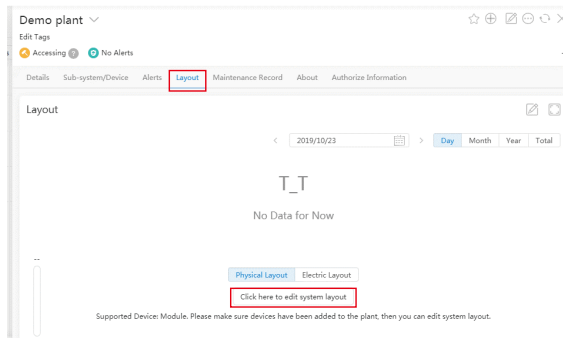 Demo plant
Edit Tags
Accessing ? No Alerts
Details Sub-system/Device Alerts Layout Maintenance Record About Authorize Information
Layout
< 2019/10/23 > Day Month Year Total
T_T
No Data for Now
--
Physical Layout Electric Layout
Click here to edit system layout
Supported Device: Module. Please make sure devices have been added to the plant, then you can edit system layout.